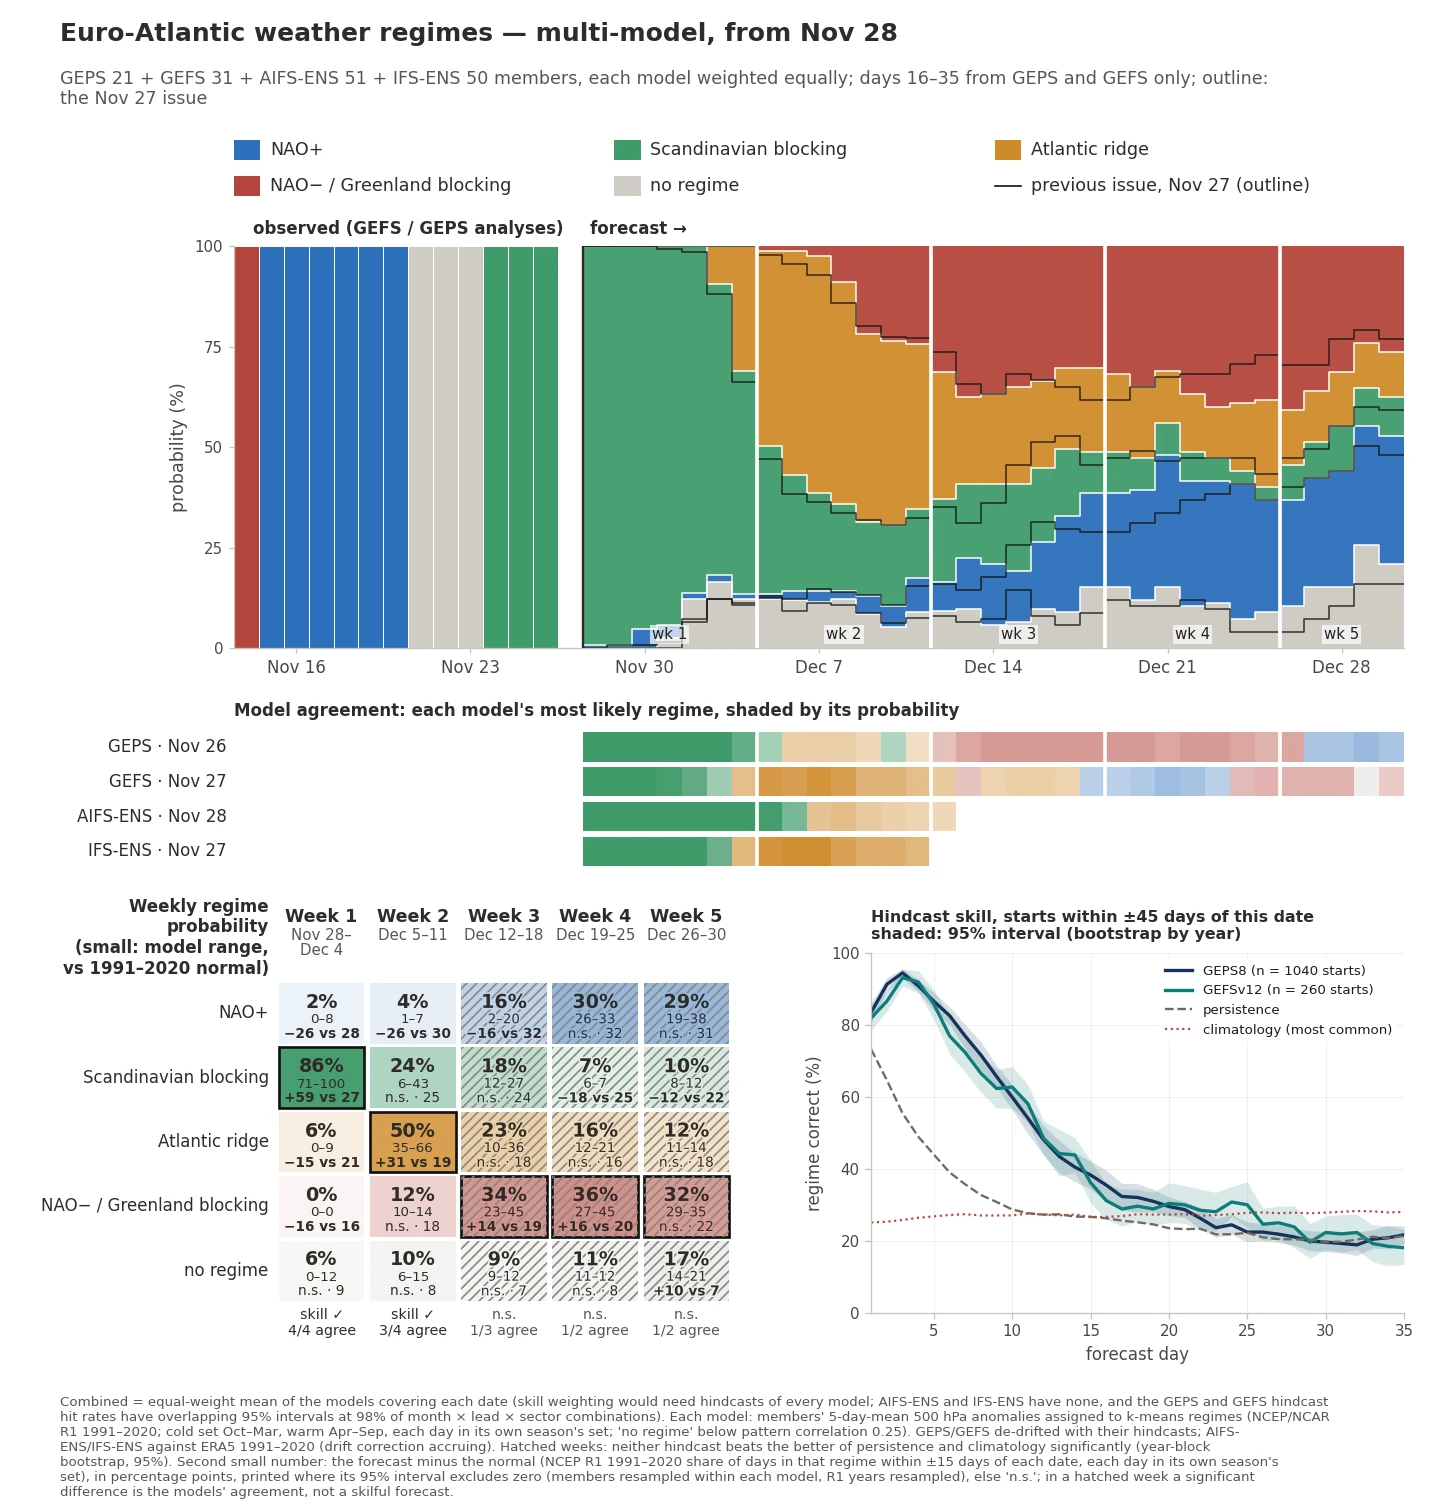 Euro-Atlantic weather regimes — multi-model, from Nov 28
GEPS 21 + GEFS 31 + AIFS-ENS 51 + IFS-ENS 50 members, each model weighted equally; days 16–35 from GEPS and GEFS only; outline:
the Nov 27 issue
NAO+
Scandinavian blocking
Atlantic ridge
NAO− / Greenland blocking
no regime
previous issue, Nov 27 (outline)
observed (GEFS / GEPS analyses)
forecast →
100
75
50
25
0
probability (%)
wk 1
wk 2
wk 3
wk 4
wk 5
Nov 16
Nov 23
Nov 30
Dec 7
Dec 14
Dec 21
Dec 28
Model agreement: each model's most likely regime, shaded by its probability
GEPS · Nov 26
GEFS · Nov 27
AIFS-ENS · Nov 28
IFS-ENS · Nov 27
Weekly regime
probability
(small: model range,
vs 1991–2020 normal)
Week 1
Nov 28–
Dec 4
Week 2
Dec 5–11
Week 3
Dec 12–18
Week 4
Dec 19–25
Week 5
Dec 26–30
NAO+
2%
0–8
−26 vs 28
4%
1–7
−26 vs 30
16%
2–20
−16 vs 32
30%
26–33
n.s. · 32
29%
19–38
n.s. · 31
Scandinavian blocking
86%
71–100
+59 vs 27
24%
6–43
n.s. · 25
18%
12–27
n.s. · 24
7%
6–7
−18 vs 25
10%
8–12
−12 vs 22
Atlantic ridge
6%
0–9
−15 vs 21
50%
35–66
+31 vs 19
23%
10–36
n.s. · 18
16%
12–21
n.s. · 16
12%
11–14
n.s. · 18
NAO− / Greenland blocking
0%
0–0
−16 vs 16
12%
10–14
n.s. · 18
34%
23–45
+14 vs 19
36%
27–45
+16 vs 20
32%
29–35
n.s. · 22
no regime
6%
0–12
n.s. · 9
10%
6–15
n.s. · 8
9%
9–12
n.s. · 7
11%
11–12
n.s. · 8
17%
14–21
+10 vs 7
skill ✓
4/4 agree
skill ✓
3/4 agree
n.s.
1/3 agree
n.s.
1/2 agree
n.s.
1/2 agree
Hindcast skill, starts within ±45 days of this date
shaded: 95% interval (bootstrap by year)
GEPS8 (n = 1040 starts)
GEFSv12 (n = 260 starts)
persistence
climatology (most common)
100
80
60
40
20
0
regime correct (%)
5
10
15
20
25
30
35
forecast day
Combined = equal-weight mean of the models covering each date (skill weighting would need hindcasts of every model; AIFS-ENS and IFS-ENS have none, and the GEPS and GEFS hindcast
hit rates have overlapping 95% intervals at 98% of month × lead × sector combinations). Each model: members' 5-day-mean 500 hPa anomalies assigned to k-means regimes (NCEP/NCAR
R1 1991–2020; cold set Oct–Mar, warm Apr–Sep, each day in its own season's set; 'no regime' below pattern correlation 0.25). GEPS/GEFS de-drifted with their hindcasts; AIFS-
ENS/IFS-ENS against ERA5 1991–2020 (drift correction accruing). Hatched weeks: neither hindcast beats the better of persistence and climatology significantly (year-block
bootstrap, 95%). Second small number: the forecast minus the normal (NCEP R1 1991–2020 share of days in that regime within ±15 days of each date, each day in its own season's
set), in percentage points, printed where its 95% interval excludes zero (members resampled within each model, R1 years resampled), else 'n.s.'; in a hatched week a significant
difference is the models' agreement, not a skilful forecast.